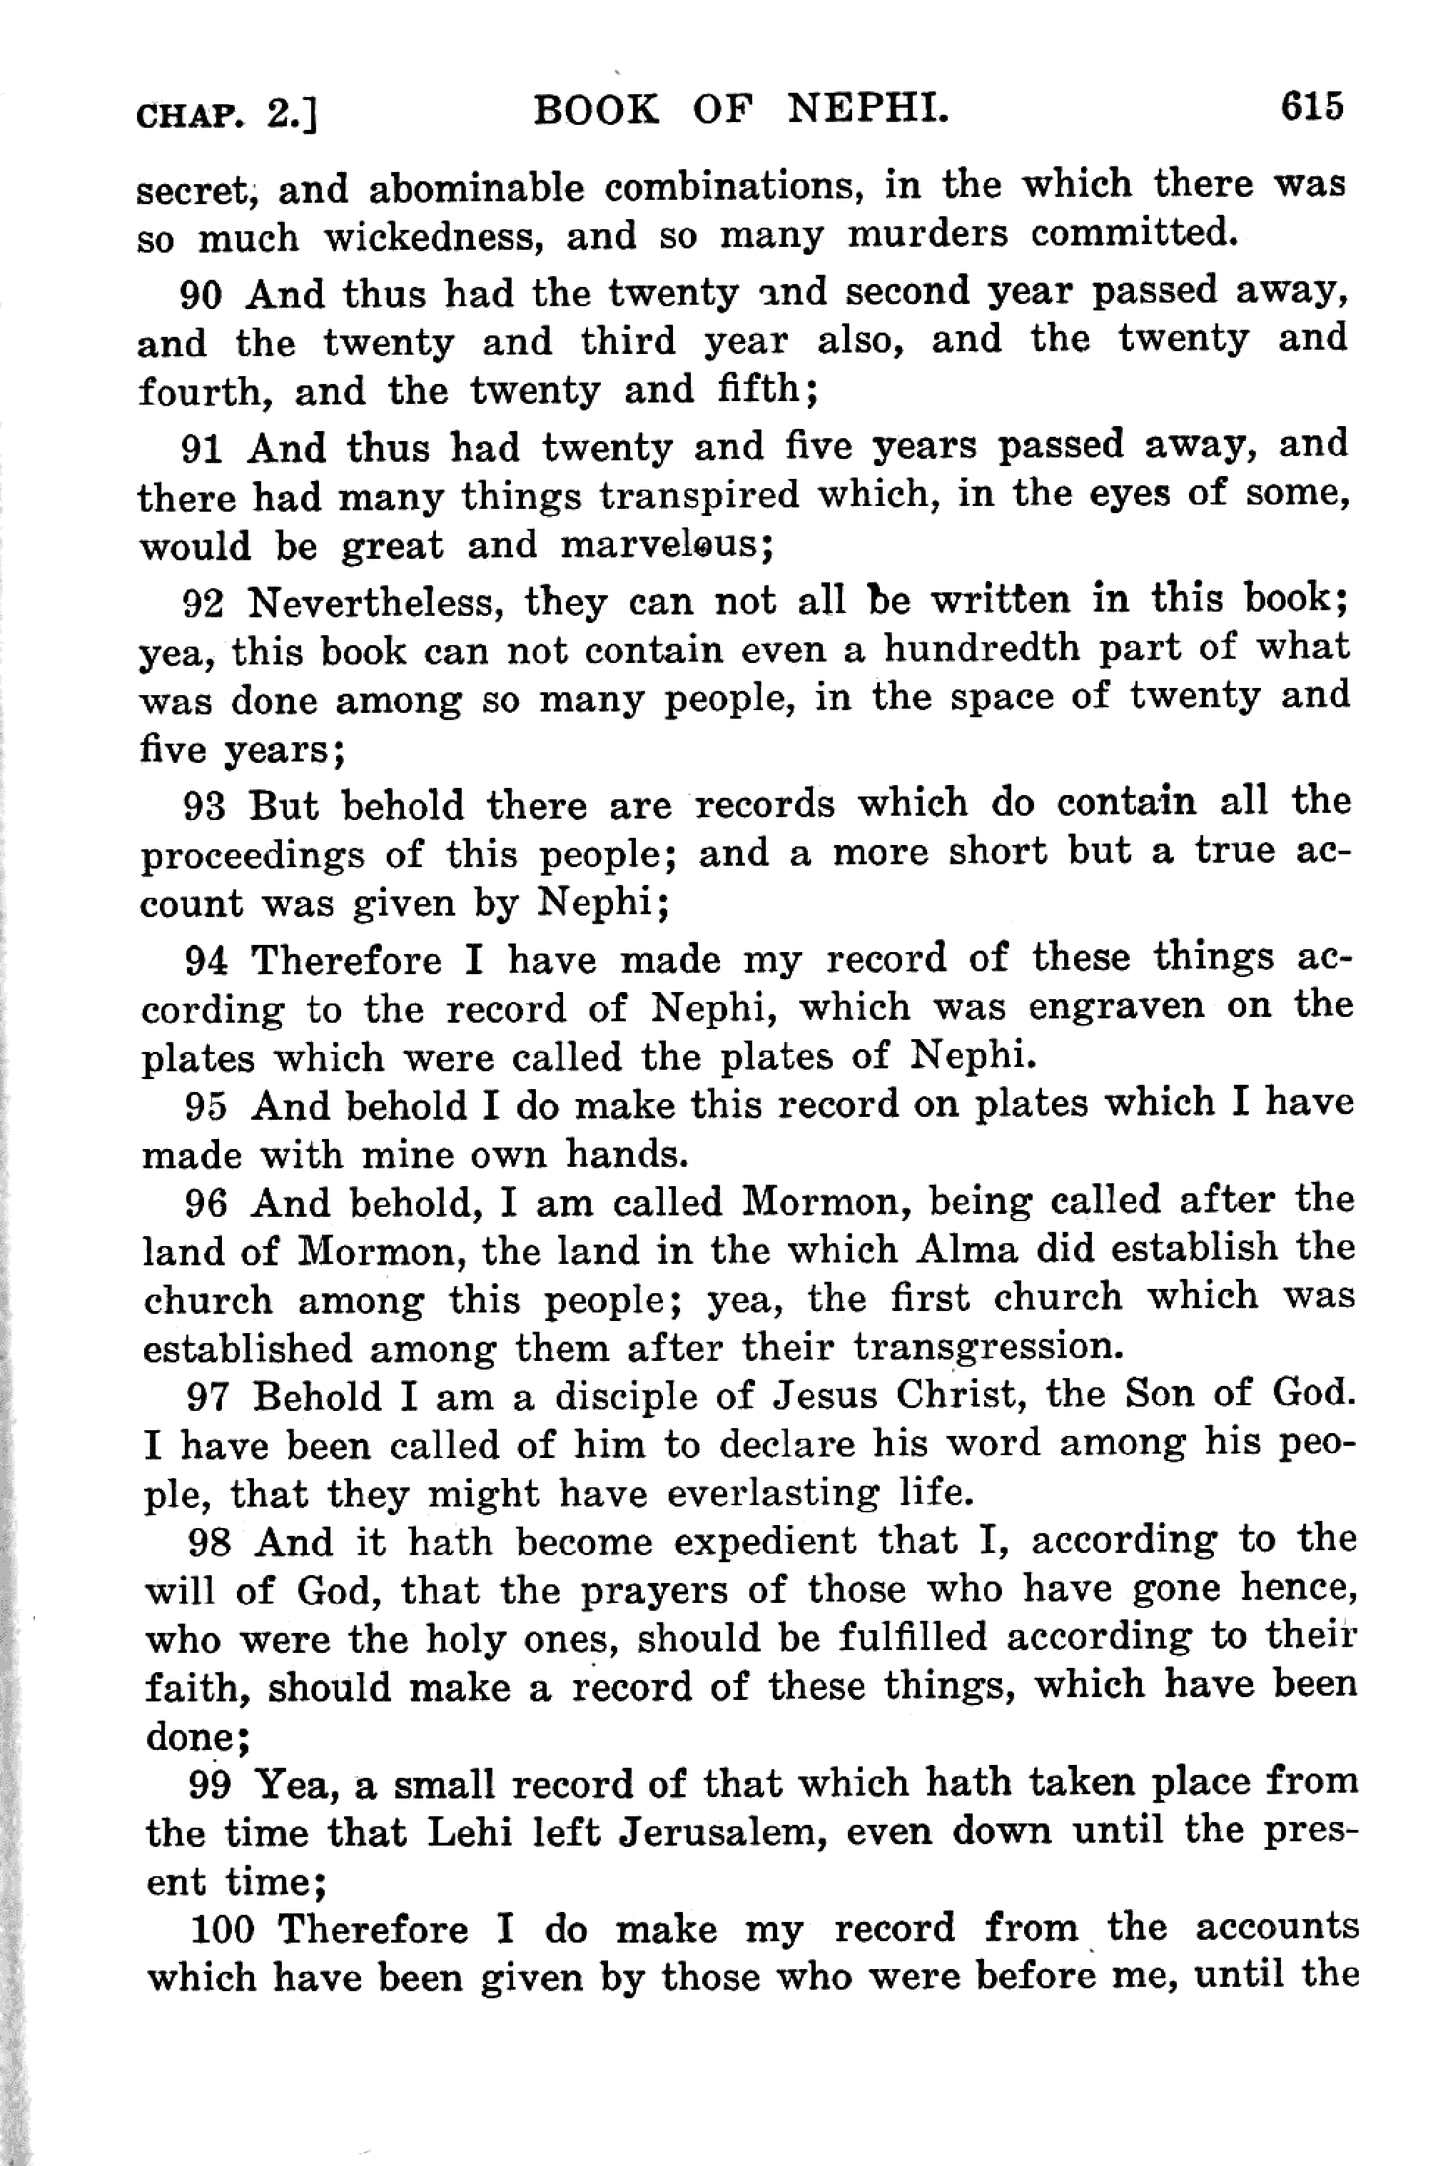 CHAP. 2.] BOOK OF NEPHI. 615
secret, and abominable combinations, in the which there was
so much wickedness, and so many murders committed.
90 And thus had the twenty and second year passed away,
and the twenty and third year also, and the twenty and
fourth, and the twenty and fifth;
91 And thus had twenty and five years passed away, and
there had many things transpired which, in the eyes of some,
would be great and marvelous;
92 Nevertheless, they can not all be written in this book;
yea, this book can not contain even a hundredth part of what
was done among so many people, in the space of twenty and
five years;
93 But behold there are records which do contain all the
proceedings of this people; and a more short but a true ac-
count was given by Nephi;
94 Therefore I have made my record of these things ac-
cording to the record of Nephi, which was engraven on the
plates which were called the plates of Nephi.
95 And behold I do make this record on plates which I have
made with mine own hands.
96 And behold, I am called Mormon, being called after the
land of Mormon, the land in the which Alma did establish the
church among this people; yea, the first church which was
established among them after their transgression.
97 Behold I am a disciple of Jesus Christ, the Son of God.
I have been called of him to declare his word among his peo-
ple, that they might have everlasting life.
98 And it hath become expedient that I, according to the
will of God, that the prayers of those who have gone hence,
who were the holy ones, should be fulfilled according to their
faith, should make a record of these things, which have been
done;
99 Yea, a small record of that which hath taken place from
the time that Lehi left Jerusalem, even down until the pres-
ent time;
100 Therefore I do make my record from the accounts
which have been given by those who were before me, until the